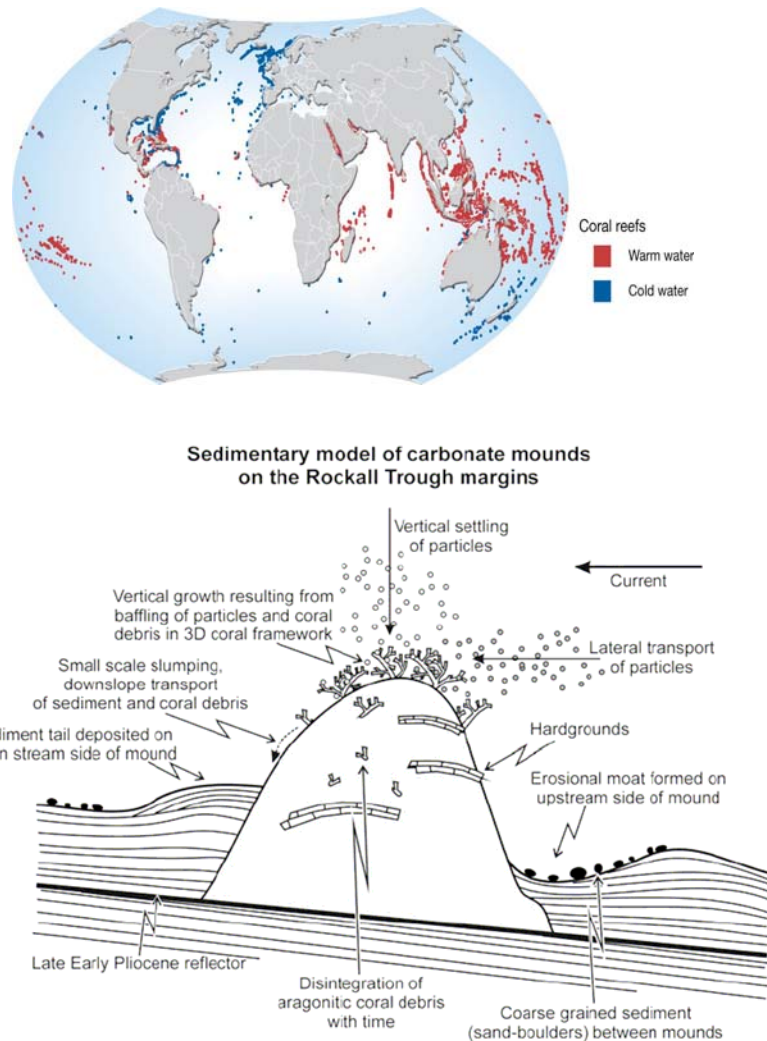 Coral reefs
Warm water
Cold water
Sedimentary model of carbonate mounds
on the Rockall Trough margins
Vertical settling
of particles
Current
Vertical growth resulting from
baffling of particles and coral
debris in 3D coral framework
Lateral transport
of particles
Small scale slumping,
downslope transport
of sediment and coral debris
diment tail deposited on
n stream side of mound
Hardgrounds
Erosional moat formed on
upstream side of mound
Late Early Pliocene reflector
Disintegration of
aragonitic coral debris
with time
Coarse grained sediment
(sand-boulders) between mounds